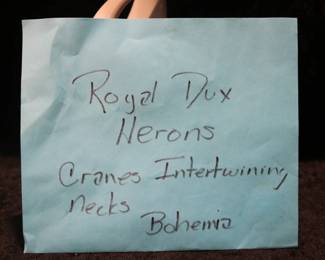 Royal Dux
Herons
Cranes Intertwining
necks
Bohemia